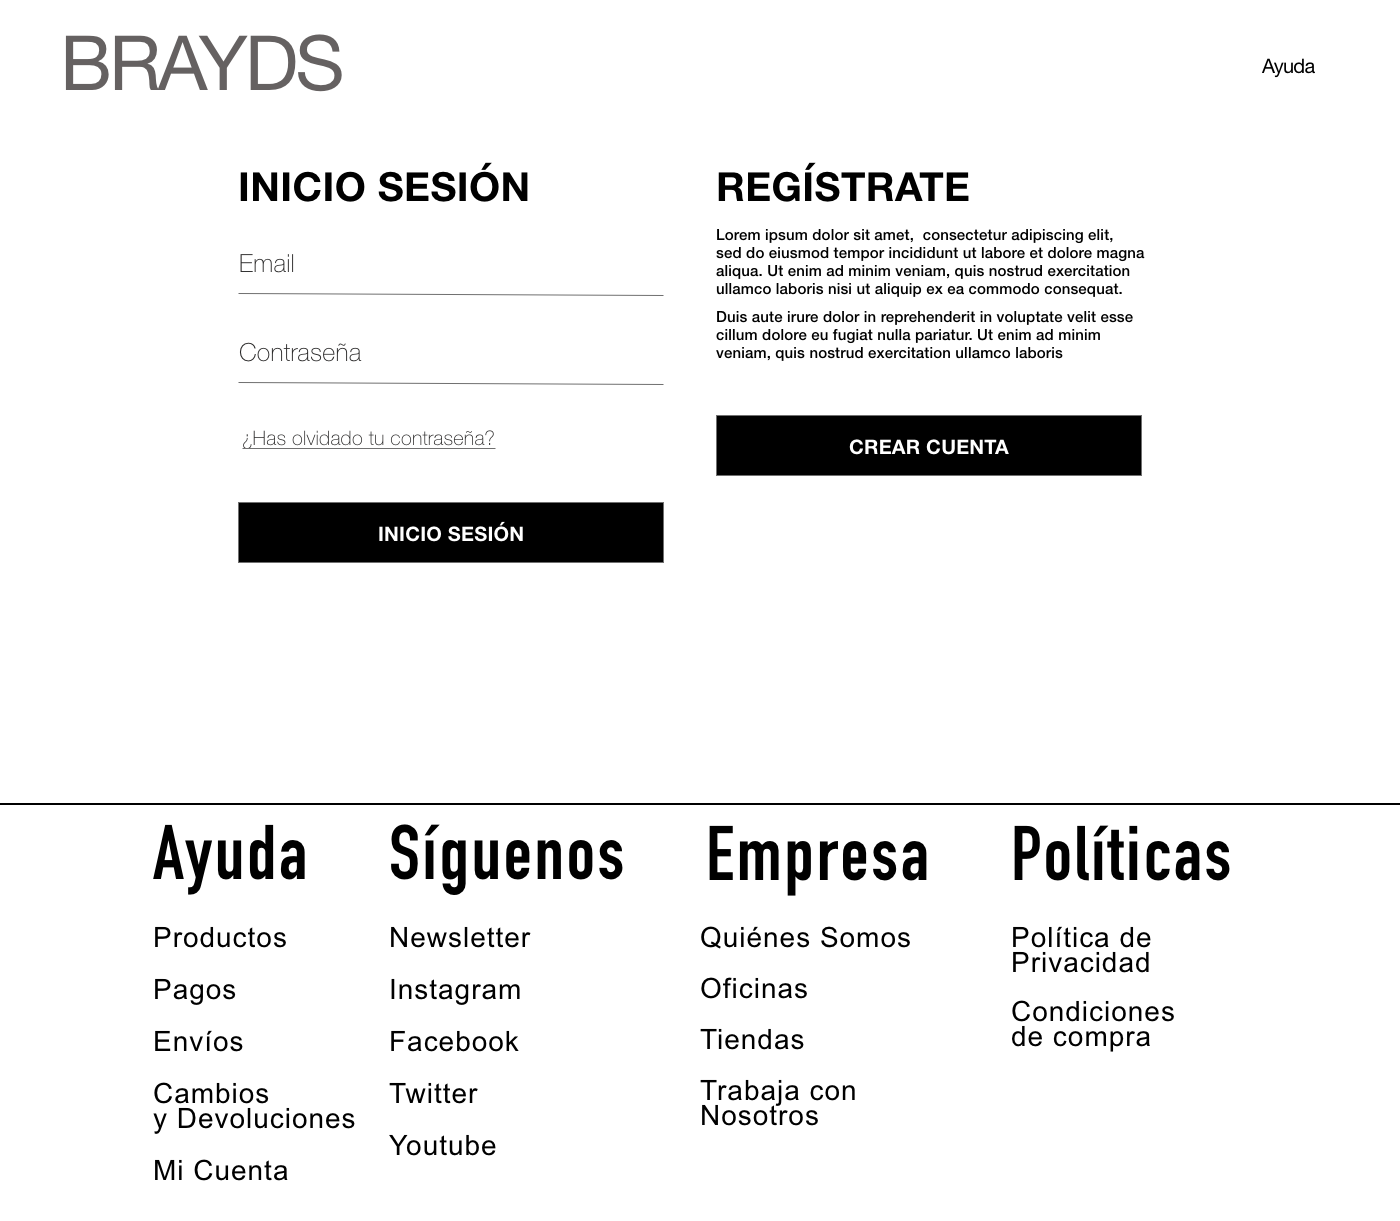 BRAYDS
Ayuda
INICIO SESIÓN
Email
Contraseña
¿Has olvidado tu contraseña?
INICIO SESIÓN
REGÍSTRATE
Lorem ipsum dolor sit amet,  consectetur adipiscing elit,
sed do eiusmod tempor incididunt ut labore et dolore magna
aliqua. Ut enim ad minim veniam, quis nostrud exercitation
ullamco laboris nisi ut aliquip ex ea commodo consequat.
Duis aute irure dolor in reprehenderit in voluptate velit esse
cillum dolore eu fugiat nulla pariatur. Ut enim ad minim
veniam, quis nostrud exercitation ullamco laboris
CREAR CUENTA
Ayuda
Productos
Pagos
Envíos
Cambios
y Devoluciones
Mi Cuenta
Síguenos
Newsletter
Instagram
Facebook
Twitter
Youtube
Empresa
Quiénes Somos
Oficinas
Tiendas
Trabaja con
Nosotros
Políticas
Política de
Privacidad
Condiciones
de compra